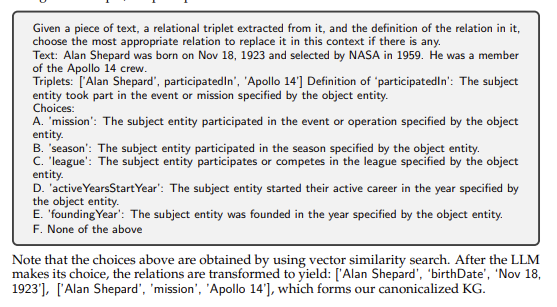 Given a piece of text, a relational triplet extracted from it, and the definition of the relation in it,
choose the most appropriate relation to replace it in this context if there is any.
Text: Alan Shepard was born on Nov 18, 1923 and selected by NASA in 1959. He was a member
of the Apollo 14 crew.
Triplets: ['Alan Shepard', participatedIn', 'Apollo 14'] Definition of 'participatedIn': The subject
entity took part in the event or mission specified by the object entity.
Choices:
A. 'mission': The subject entity participated in the event or operation specified by the object
entity.
B. 'season': The subject entity participated in the season specified by the object entity.
C. 'league': The subject entity participates or competes in the league specified by the object
entity.
D. 'activeYearsStartYear': The subject entity started their active career in the year specified by
the object entity.
E. 'foundingYear': The subject entity was founded in the year specified by the object entity.
F. None of the above
Note that the choices above are obtained by using vector similarity search. After the LLM
makes its choice, the relations are transformed to yield: ['Alan Shepard', 'birthDate', 'Nov 18,
1923'], ['Alan Shepard', 'mission', 'Apollo 14'], which forms our canonicalized KG.